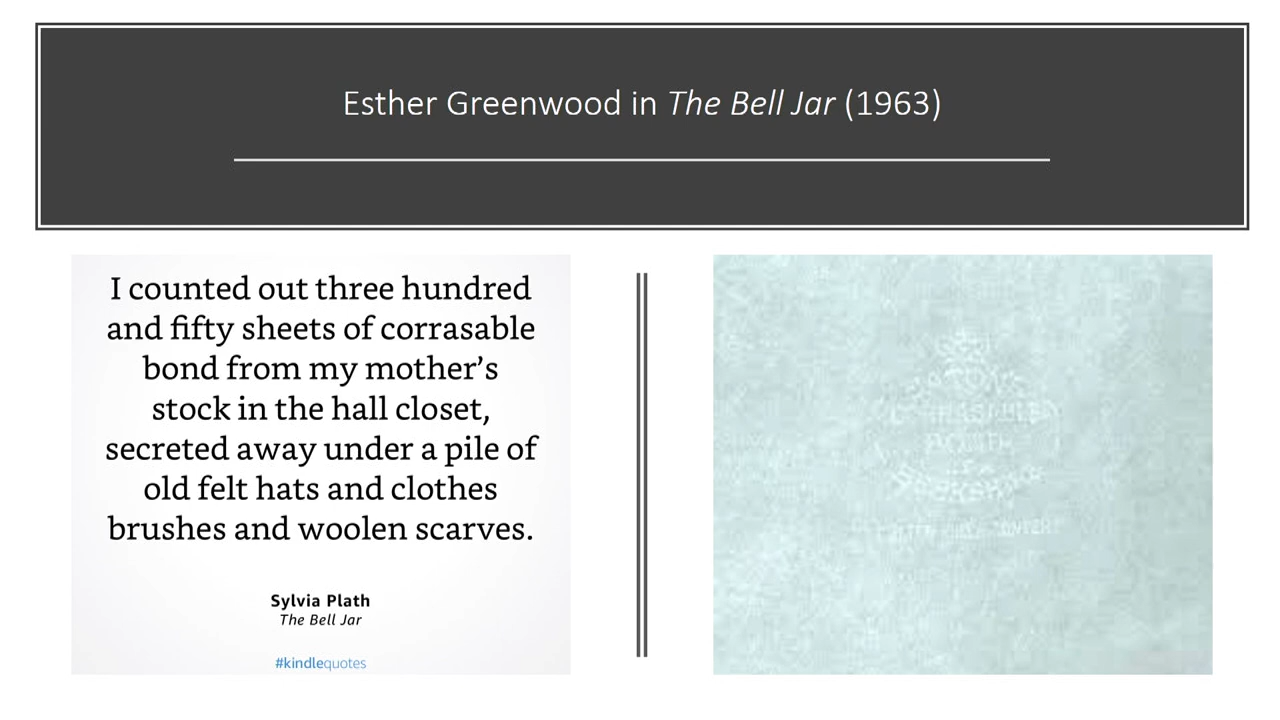 Esther Greenwood in The Bell Jar (1963)
I counted out three hundred
and fifty sheets of corrasable
bond from my mother’s
stock in the hall closet,
secreted away under a pile of
old felt hats and clothes
brushes and woolen scarves.
Sylvia Plath
The Bell Jar
#kindlequotes
EATON'S
BERKSHIRE